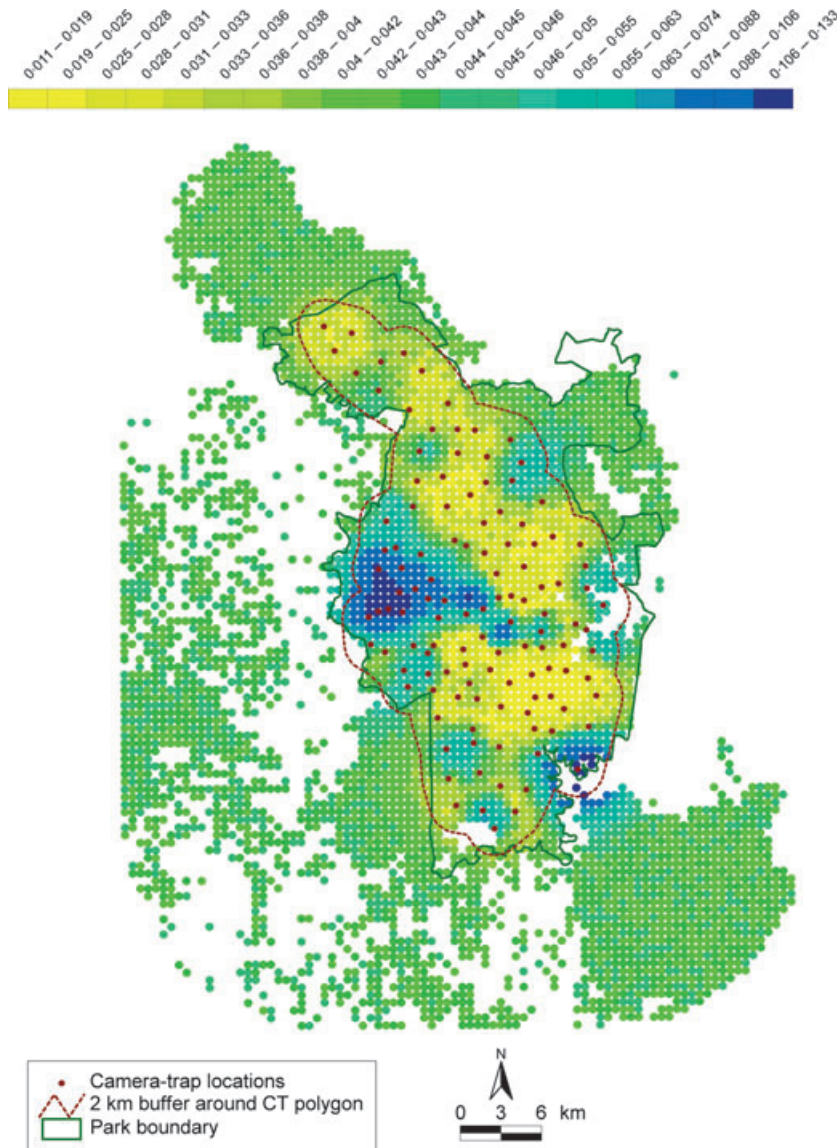 0·011 – 0·019
0·019 – 0·025
0·025 – 0·028
0·028 – 0·031
0·031 – 0·033
0·033 – 0·036
0·036 – 0·038
0·038 – 0·04
0·04 – 0·042
0·042 – 0·043
0·043 – 0·044
0·044 – 0·045
0·045 – 0·046
0·046 – 0·05
0·05 – 0·055
0·055 – 0·063
0·063 – 0·074
0·074 – 0·088
0·088 – 0·106
0·106 – 0·133
Camera-trap locations
2 km buffer around CT polygon
Park boundary
N
0 3 6 km